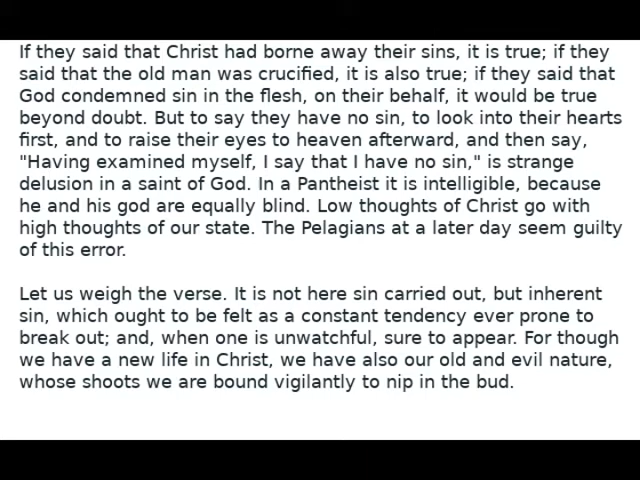 If they said that Christ had borne away their sins, it is true; if they
said that the old man was crucified, it is also true; if they said that
God condemned sin in the flesh, on their behalf, it would be true
beyond doubt. But to say they have no sin, to look into their hearts
first, and to raise their eyes to heaven afterward, and then say,
"Having examined myself, I say that I have no sin," is strange
delusion in a saint of God. In a Pantheist it is intelligible, because
he and his god are equally blind. Low thoughts of Christ go with
high thoughts of our state. The Pelagians at a later day seem guilty
of this error.

Let us weigh the verse. It is not here sin carried out, but inherent
sin, which ought to be felt as a constant tendency ever prone to
break out; and, when one is unwatchful, sure to appear. For though
we have a new life in Christ, we have also our old and evil nature,
whose shoots we are bound vigilantly to nip in the bud.